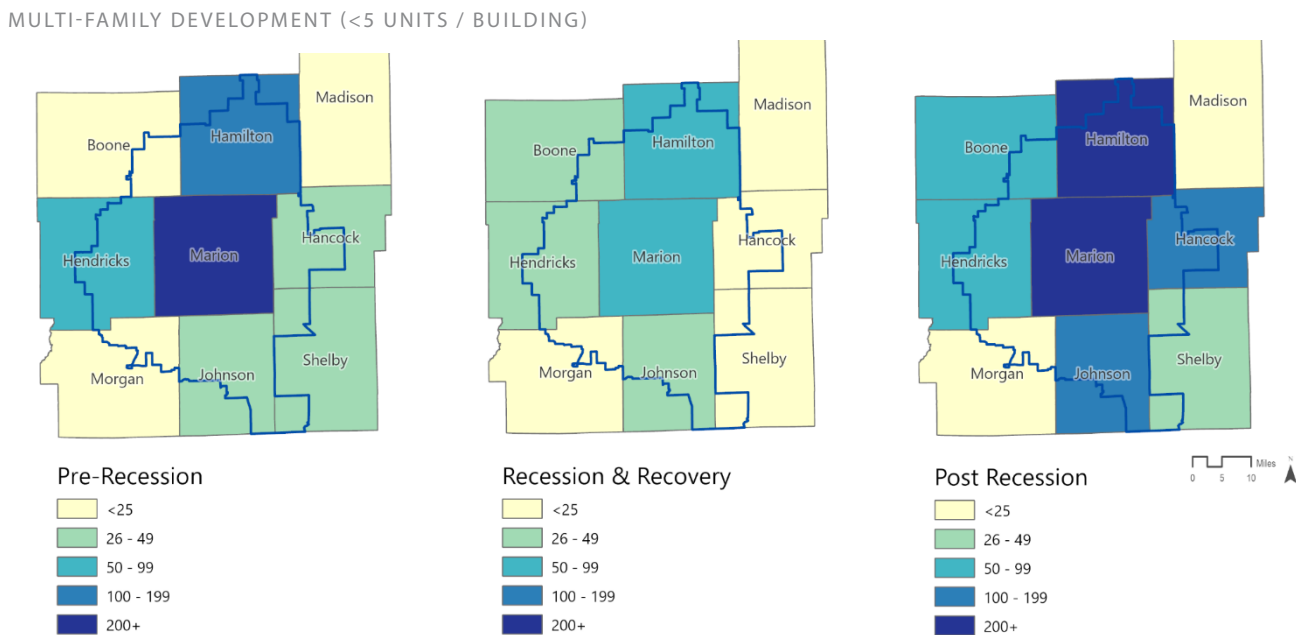 MULTI-FAMILY DEVELOPMENT (<5 UNITS / BUILDING)
Madison
Boone
Hamilton
Hendricks
Marion
Hancock
Morgan
Johnson
Shelby
Pre-Recession
<25
26 - 49
50 - 99
100 - 199
200+
Madison
Boone
Hamilton
Hendricks
Marion
Hancock
Morgan
Johnson
Shelby
Recession & Recovery
<25
26 - 49
50 - 99
100 - 199
200+
Madison
Boone
Hamilton
Hendricks
Marion
Hancock
Morgan
Johnson
Shelby
Post Recession
<25
26 - 49
50 - 99
100 - 199
200+
Miles
0 5 10
N